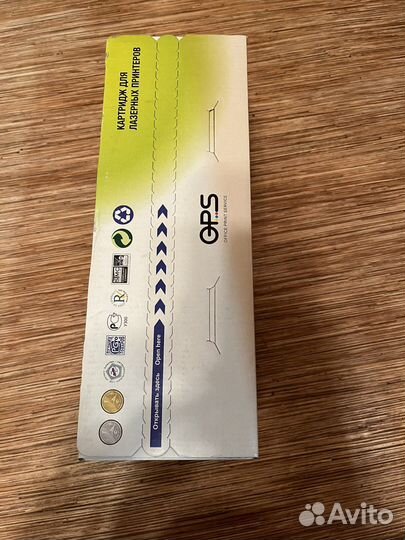 КАРТРИДЖ ДЛЯ
ЛАЗЕРНЫХ ПРИНТЕРОВ
OPS
OFFICE PRINT SERVICE
Открывать здесь Open here
Avito